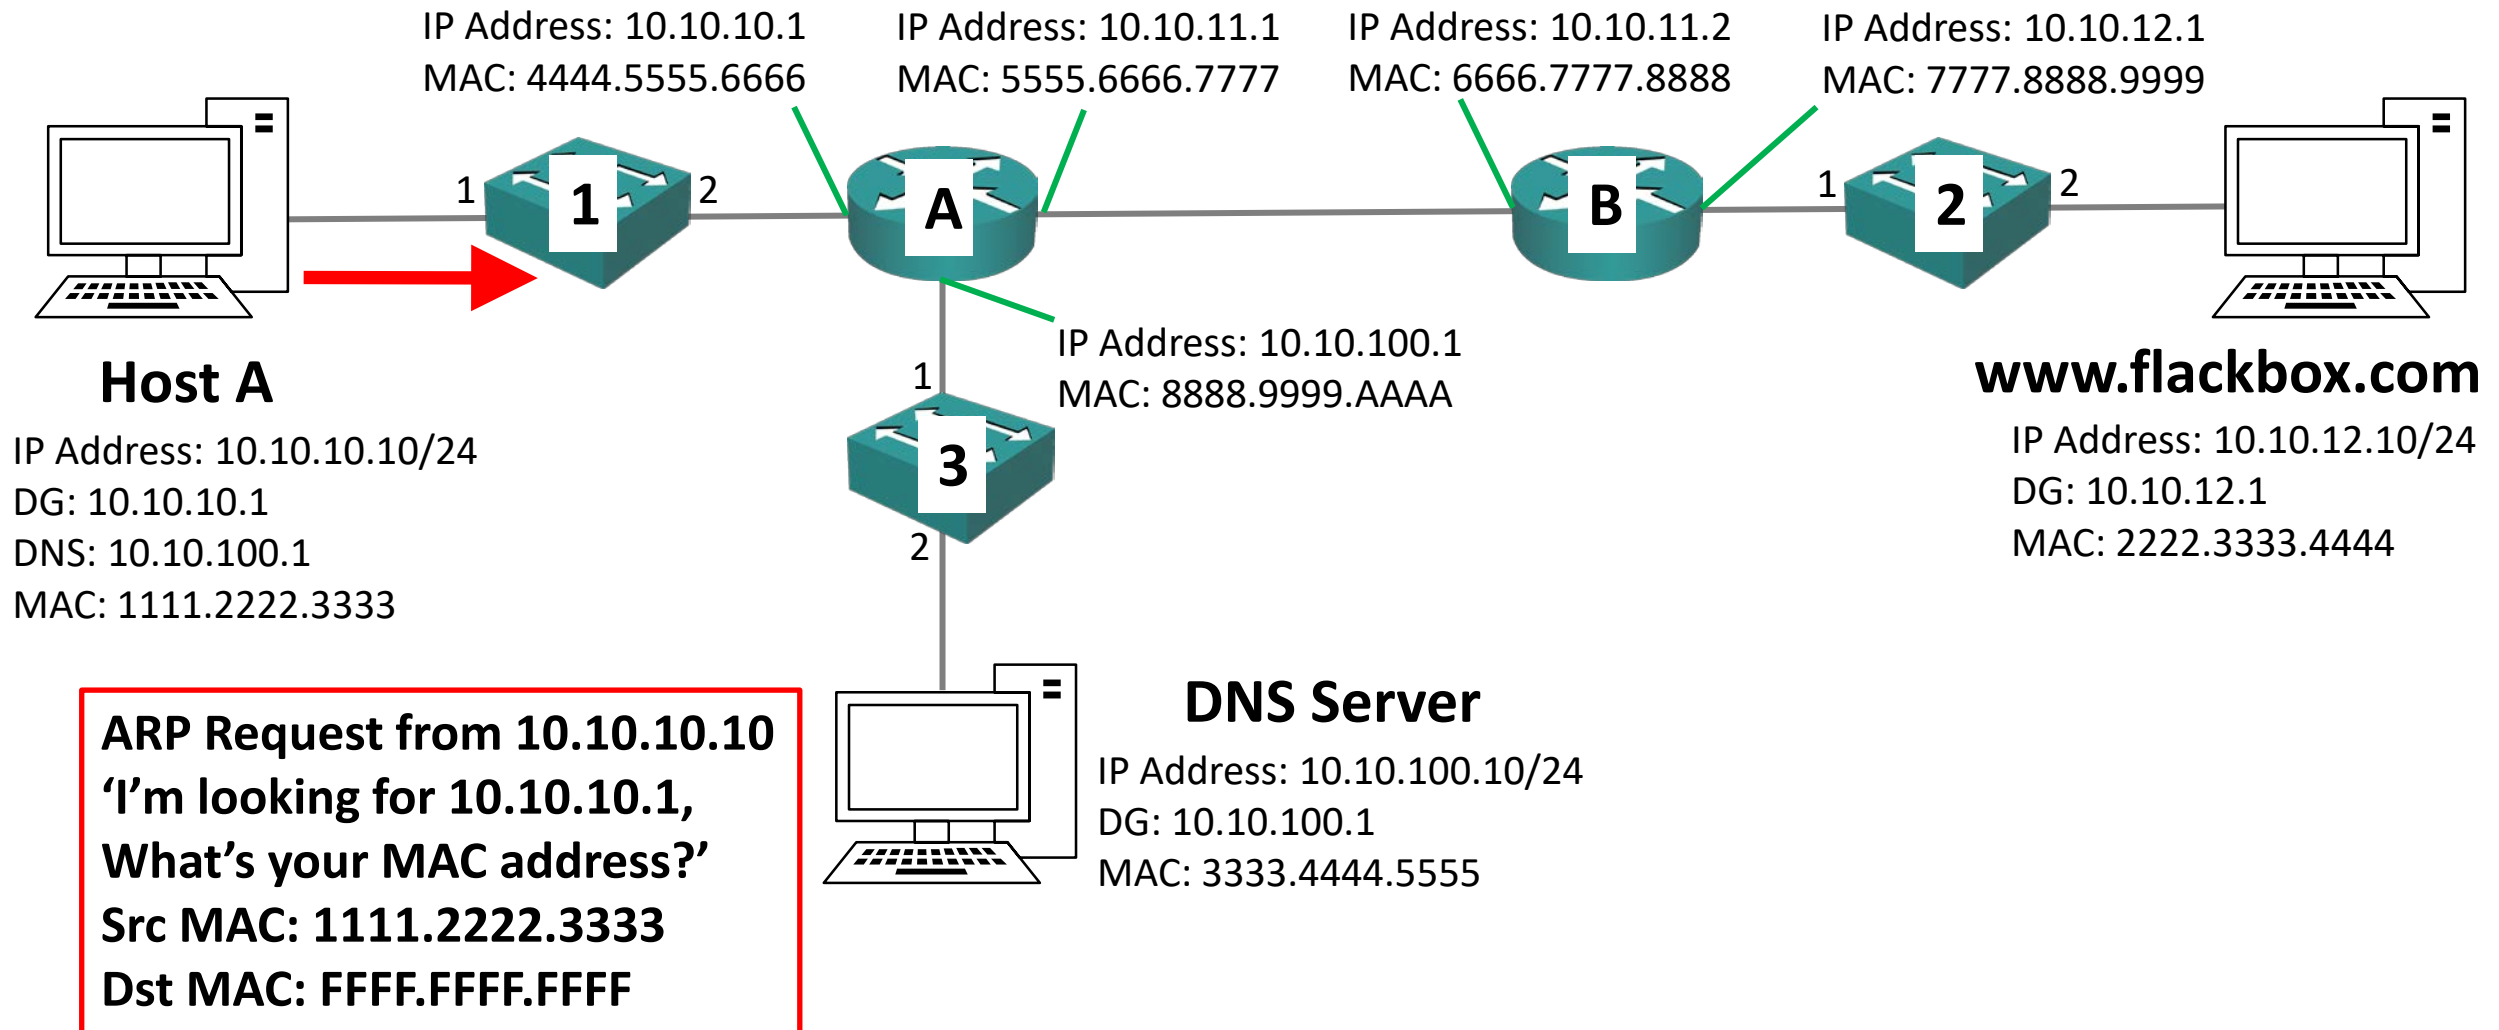 IP Address: 10.10.10.1
MAC: 4444.5555.6666
IP Address: 10.10.11.1
MAC: 5555.6666.7777
IP Address: 10.10.11.2
MAC: 6666.7777.8888
IP Address: 10.10.12.1
MAC: 7777.8888.9999
1
1
2
A
B
1
2
2
Host A
IP Address: 10.10.10.10/24
DG: 10.10.10.1
DNS: 10.10.100.1
MAC: 1111.2222.3333
IP Address: 10.10.100.1
MAC: 8888.9999.AAAA
1
3
2
www.flackbox.com
IP Address: 10.10.12.10/24
DG: 10.10.12.1
MAC: 2222.3333.4444
ARP Request from 10.10.10.10
‘I’m looking for 10.10.10.1,
What’s your MAC address?’
Src MAC: 1111.2222.3333
Dst MAC: FFFF.FFFF.FFFF
DNS Server
IP Address: 10.10.100.10/24
DG: 10.10.100.1
MAC: 3333.4444.5555